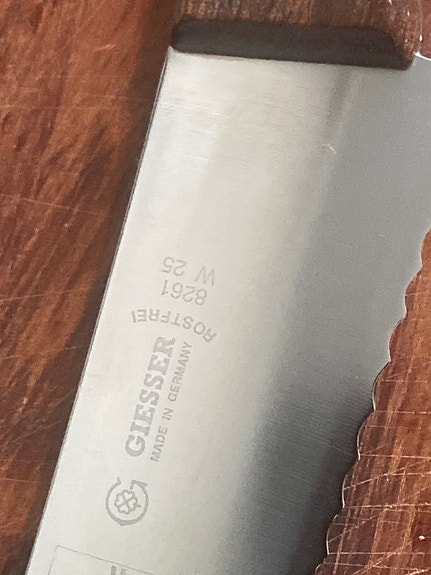 GIESSER
MADE IN GERMANY
ROSTFREI
8261
W 25